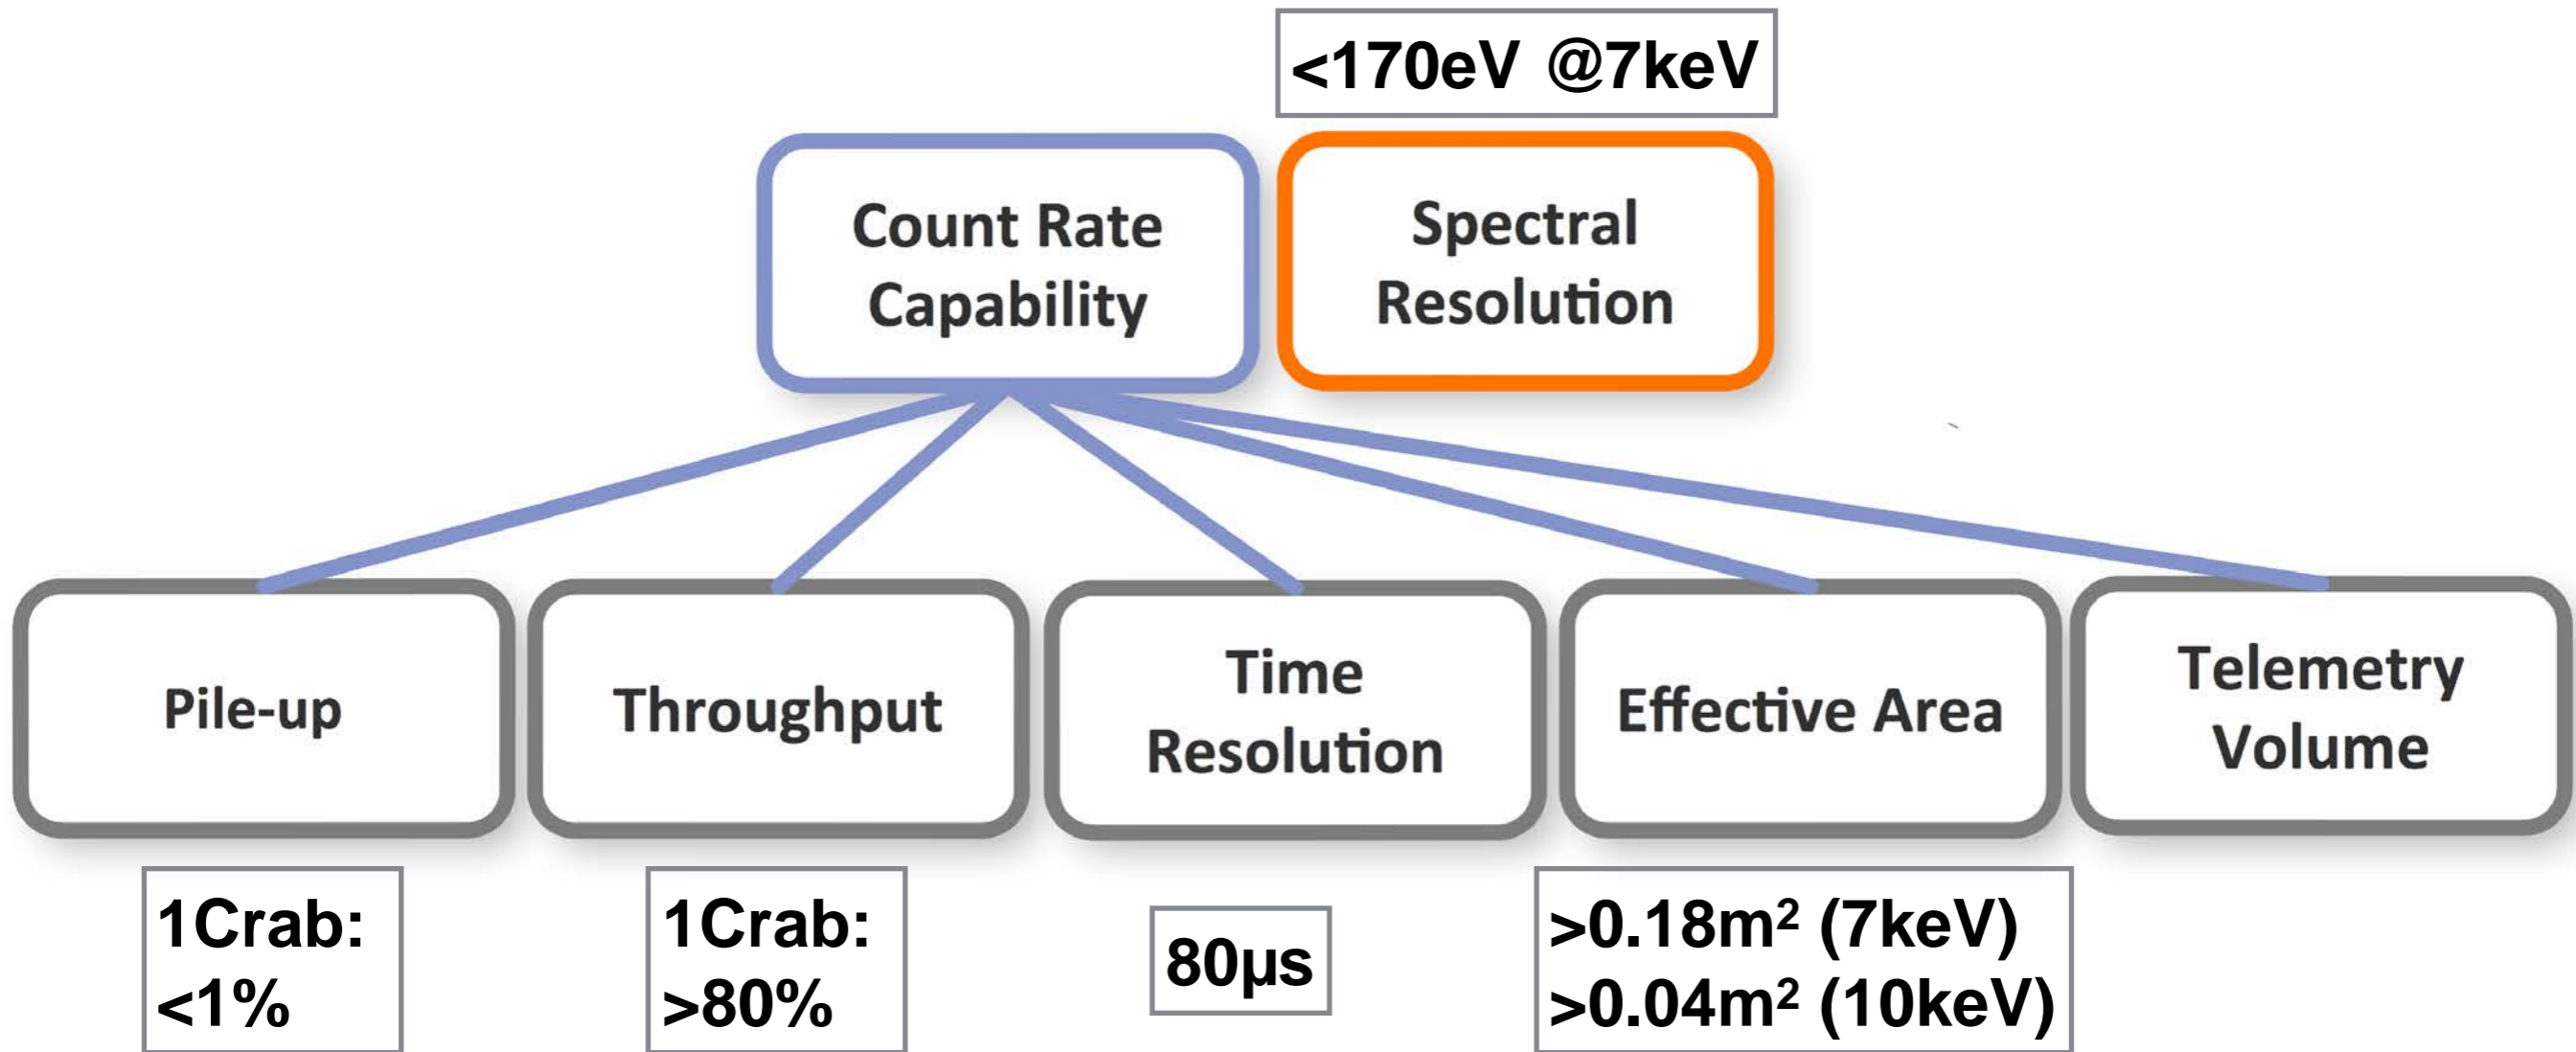 <170eV @7keV
Count Rate
Capability
Spectral
Resolution
Pile-up
Throughput
Time
Resolution
Effective Area
Telemetry
Volume
1Crab:
<1%
1Crab:
>80%
80µs
>0.18m² (7keV)
>0.04m² (10keV)